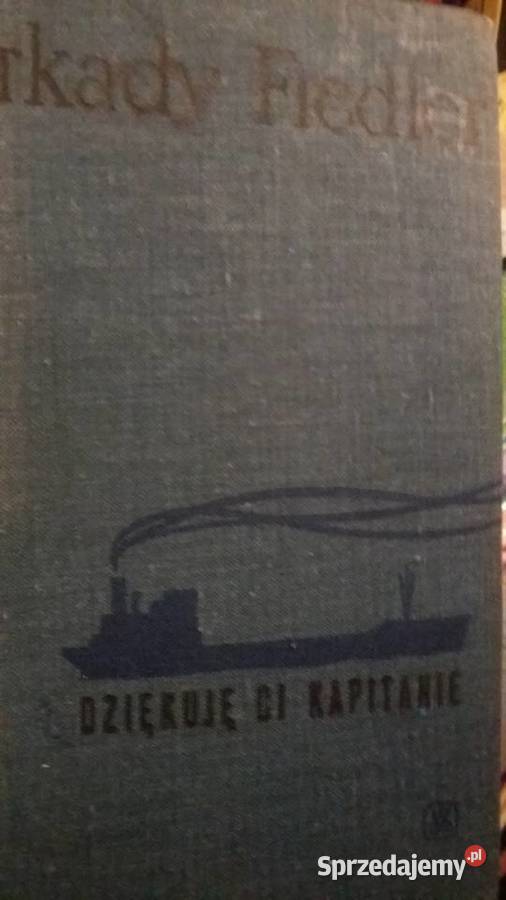 rkady Fiedler
DZIĘKUJĘ CI KAPITANIE
Sprzedajemy.pl